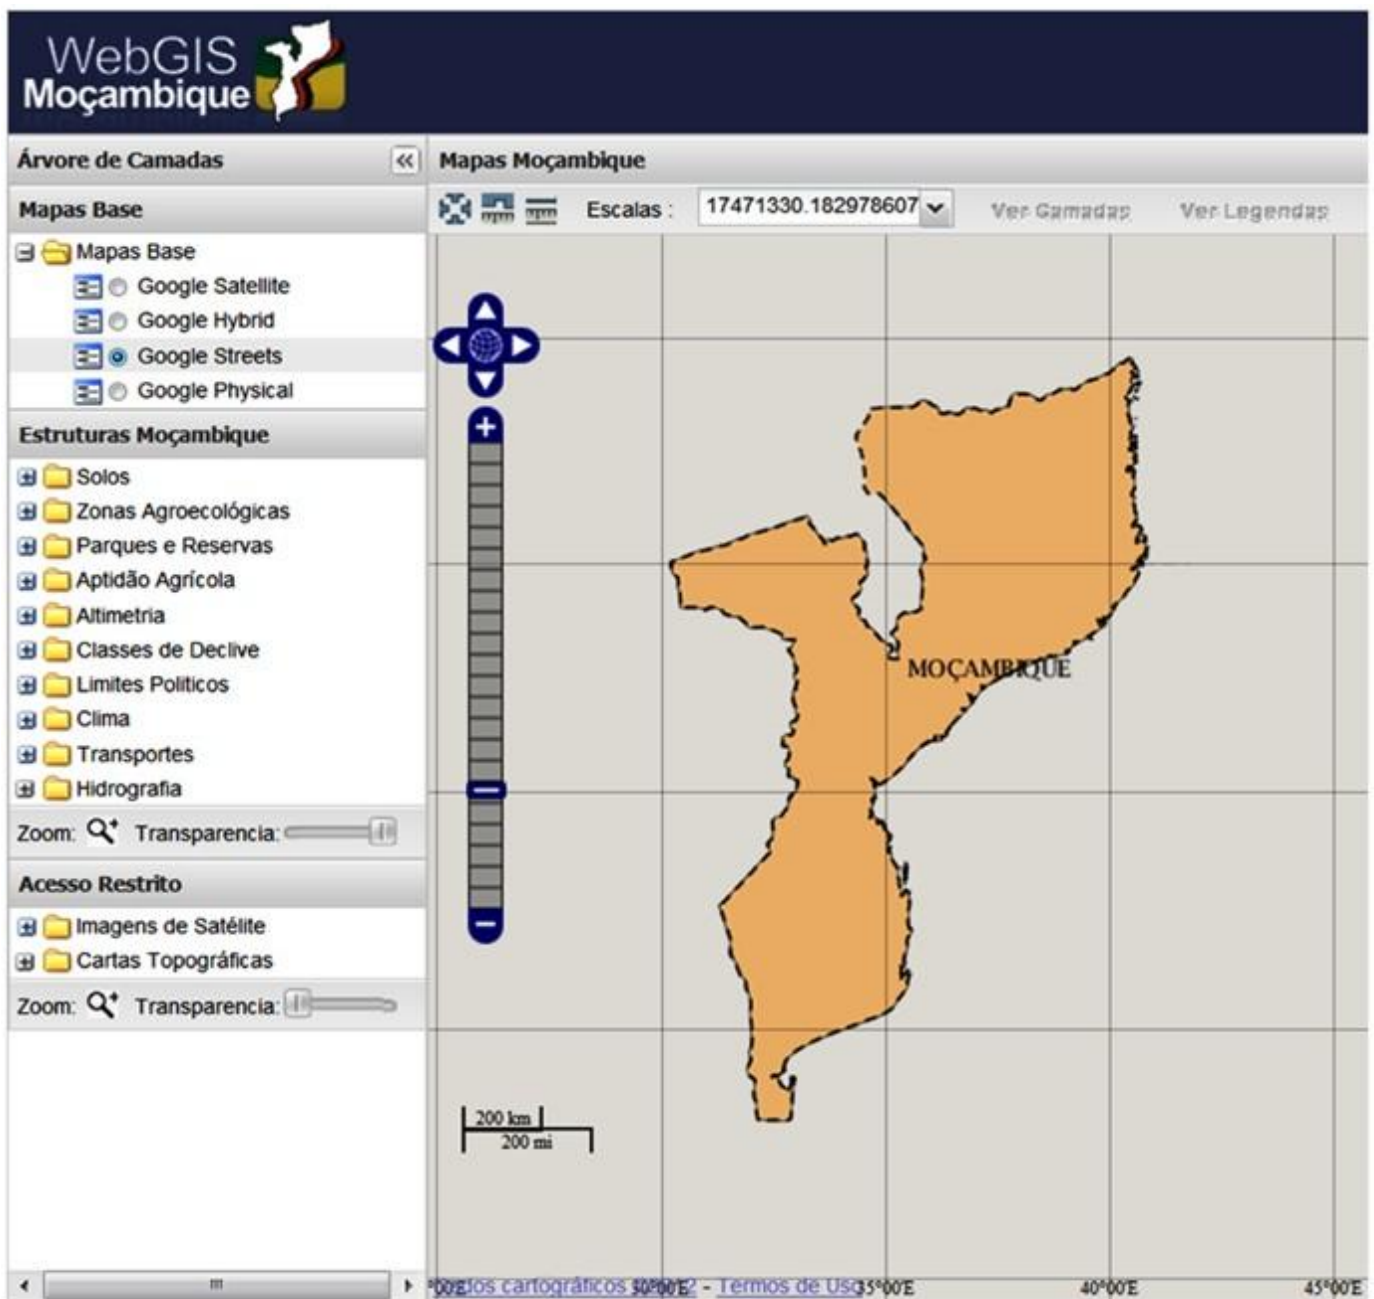 WebGIS
Moçambique
Árvore de Camadas
Mapas Moçambique
Mapas Base
Escalas :
17471330.182978607
Ver Camadas
Ver Legendas
Mapas Base
Google Satellite
Google Hybrid
Google Streets
Google Physical
Estruturas Moçambique
Solos
Zonas Agroecológicas
Parques e Reservas
Aptidão Agrícola
Altimetria
Classes de Declive
Limites Politicos
Clima
Transportes
Hidrografia
Zoom:
Transparencia:
Acesso Restrito
Imagens de Satélite
Cartas Topográficas
Zoom:
Transparencia:
MOÇAMBIQUE
200 km
200 mi
cartográficos
- Termos de Uso
35°00'E
40°00'E
45°00'E